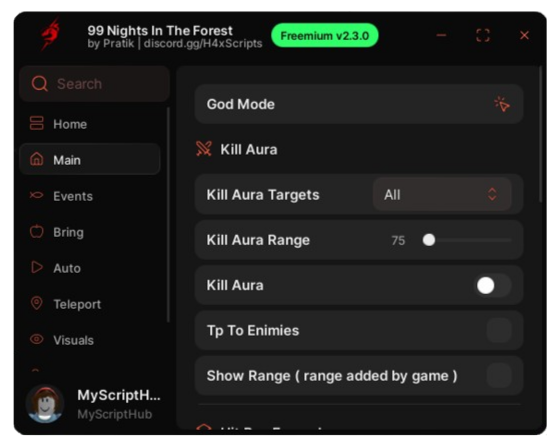 99 Nights In The Forest
by Pratik | discord.gg/H4xScripts
Freemium v2.3.0
Search
Home
Main
Events
Bring
Auto
Teleport
Visuals
MyScriptH...
MyScriptHub
God Mode
Kill Aura
Kill Aura Targets
All
Kill Aura Range
75
Kill Aura
Tp To Enimies
Show Range ( range added by game )